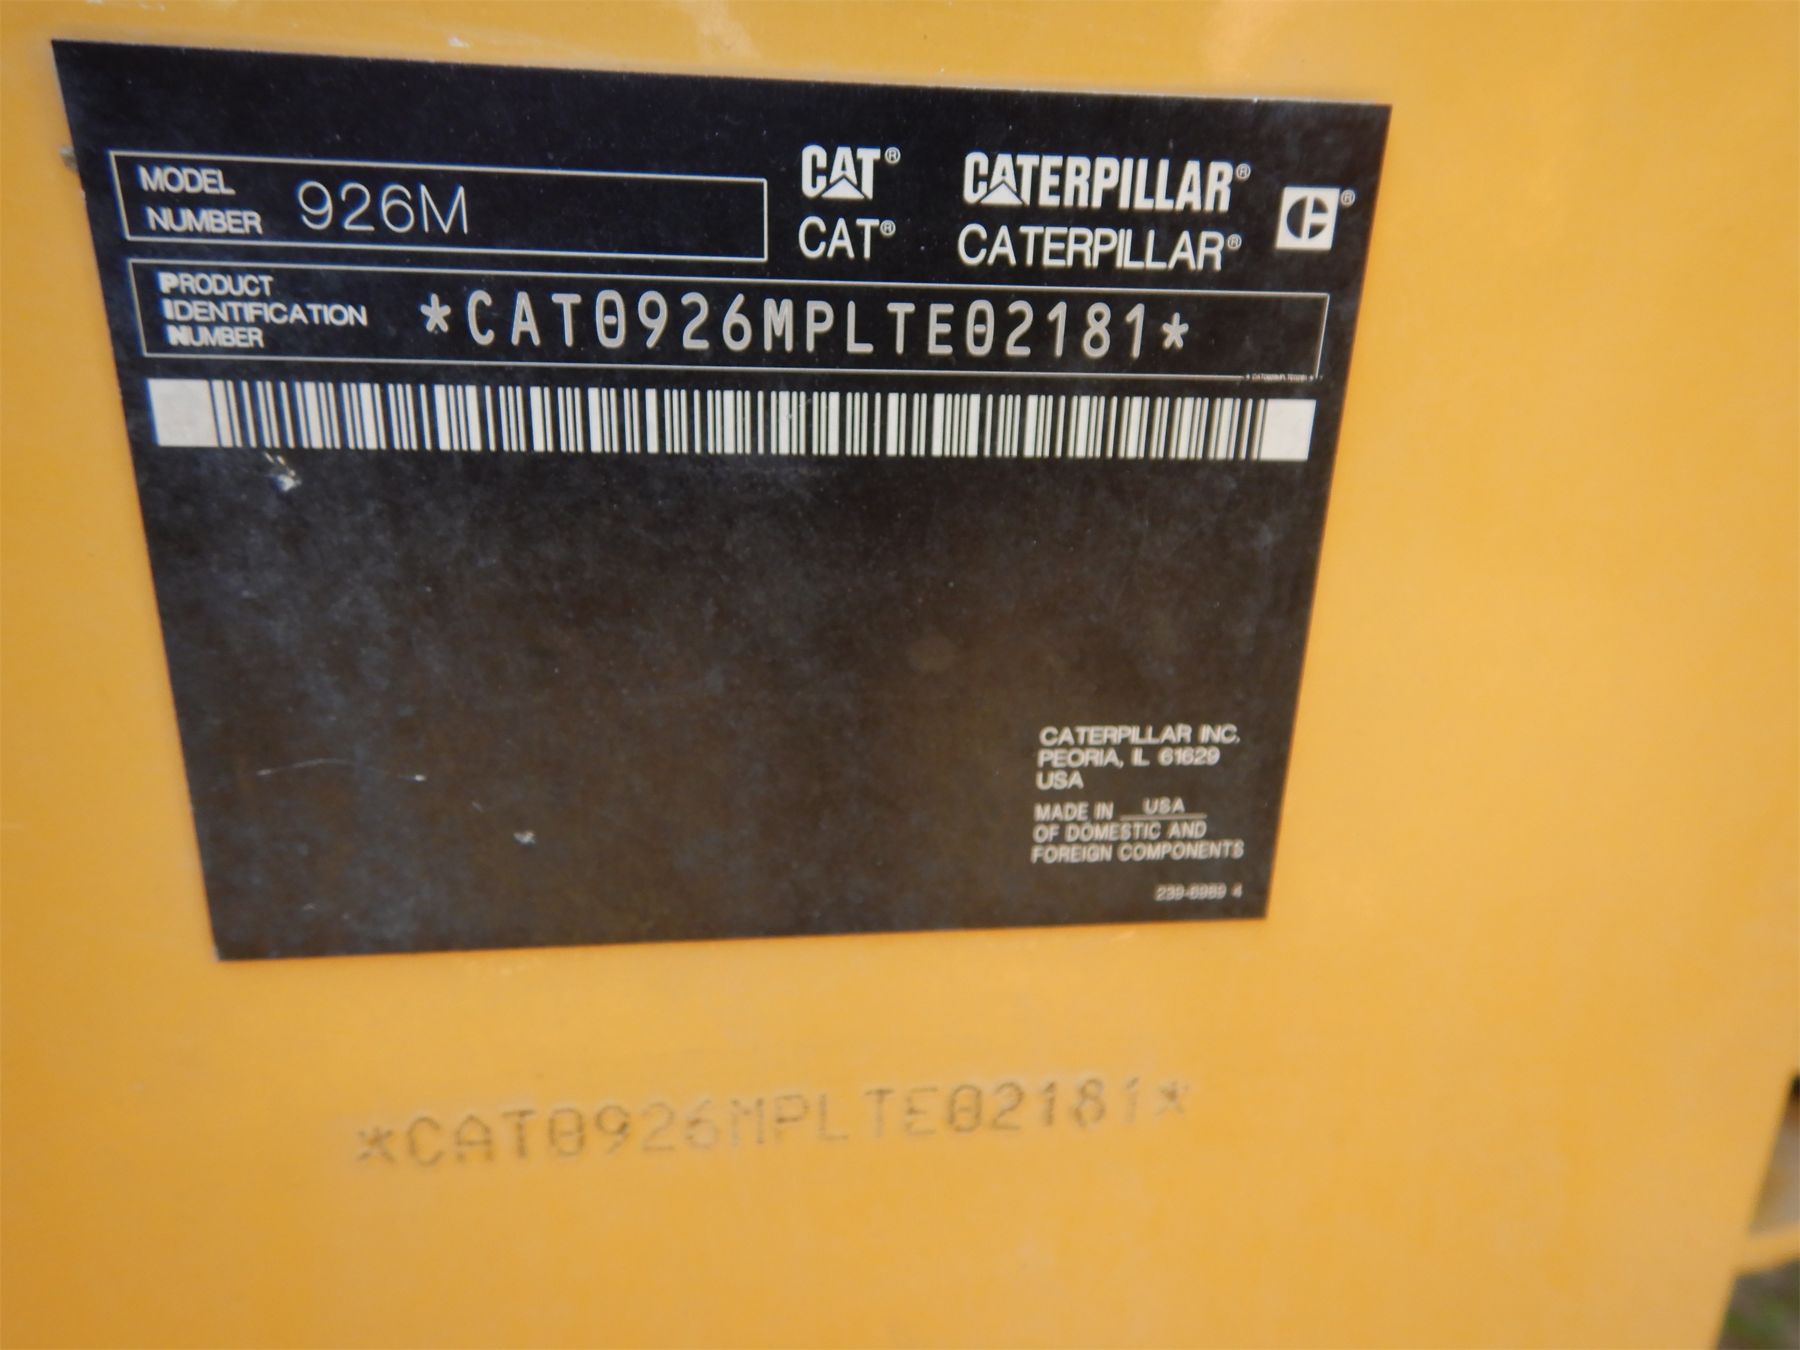 MODEL NUMBER 926M
CAT® CATERPILLAR® ®
CAT® CATERPILLAR®
PRODUCT
IDENTIFICATION
NUMBER
*CAT0926MPLTE02181*
CATERPILLAR INC.
PEORIA, IL 61629
USA
MADE IN USA
OF DOMESTIC AND
FOREIGN COMPONENTS
239-6989 4
*CAT0926MPLTE02181*